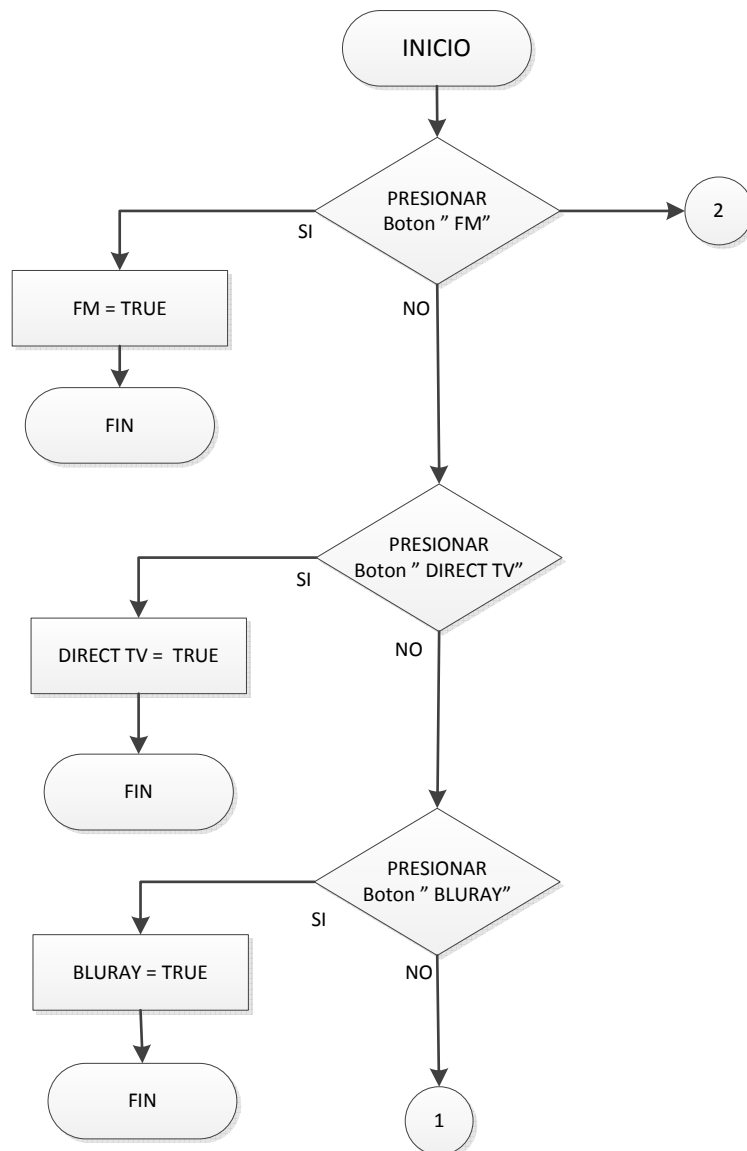 INICIO
PRESIONAR
Boton ” FM”
2
SI
FM = TRUE
NO
FIN
PRESIONAR
Boton ” DIRECT TV”
SI
DIRECT TV =  TRUE
NO
FIN
PRESIONAR
Boton ” BLURAY”
SI
BLURAY = TRUE
NO
FIN
1